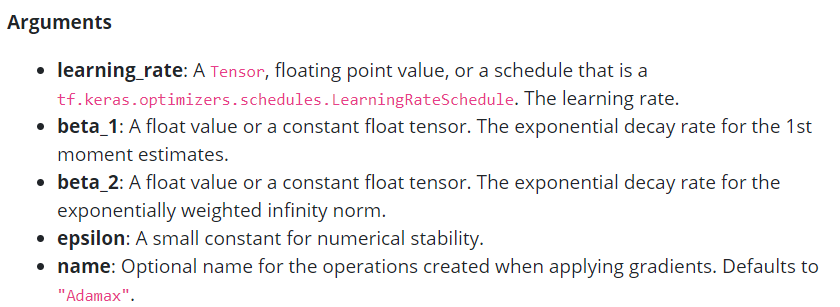 Arguments
learning_rate: A Tensor, floating point value, or a schedule that is a
tf.keras.optimizers.schedules.LearningRateSchedule. The learning rate.
beta_1: A float value or a constant float tensor. The exponential decay rate for the 1st
moment estimates.
beta_2: A float value or a constant float tensor. The exponential decay rate for the
exponentially weighted infinity norm.
epsilon: A small constant for numerical stability.
name: Optional name for the operations created when applying gradients. Defaults to
"Adamax".